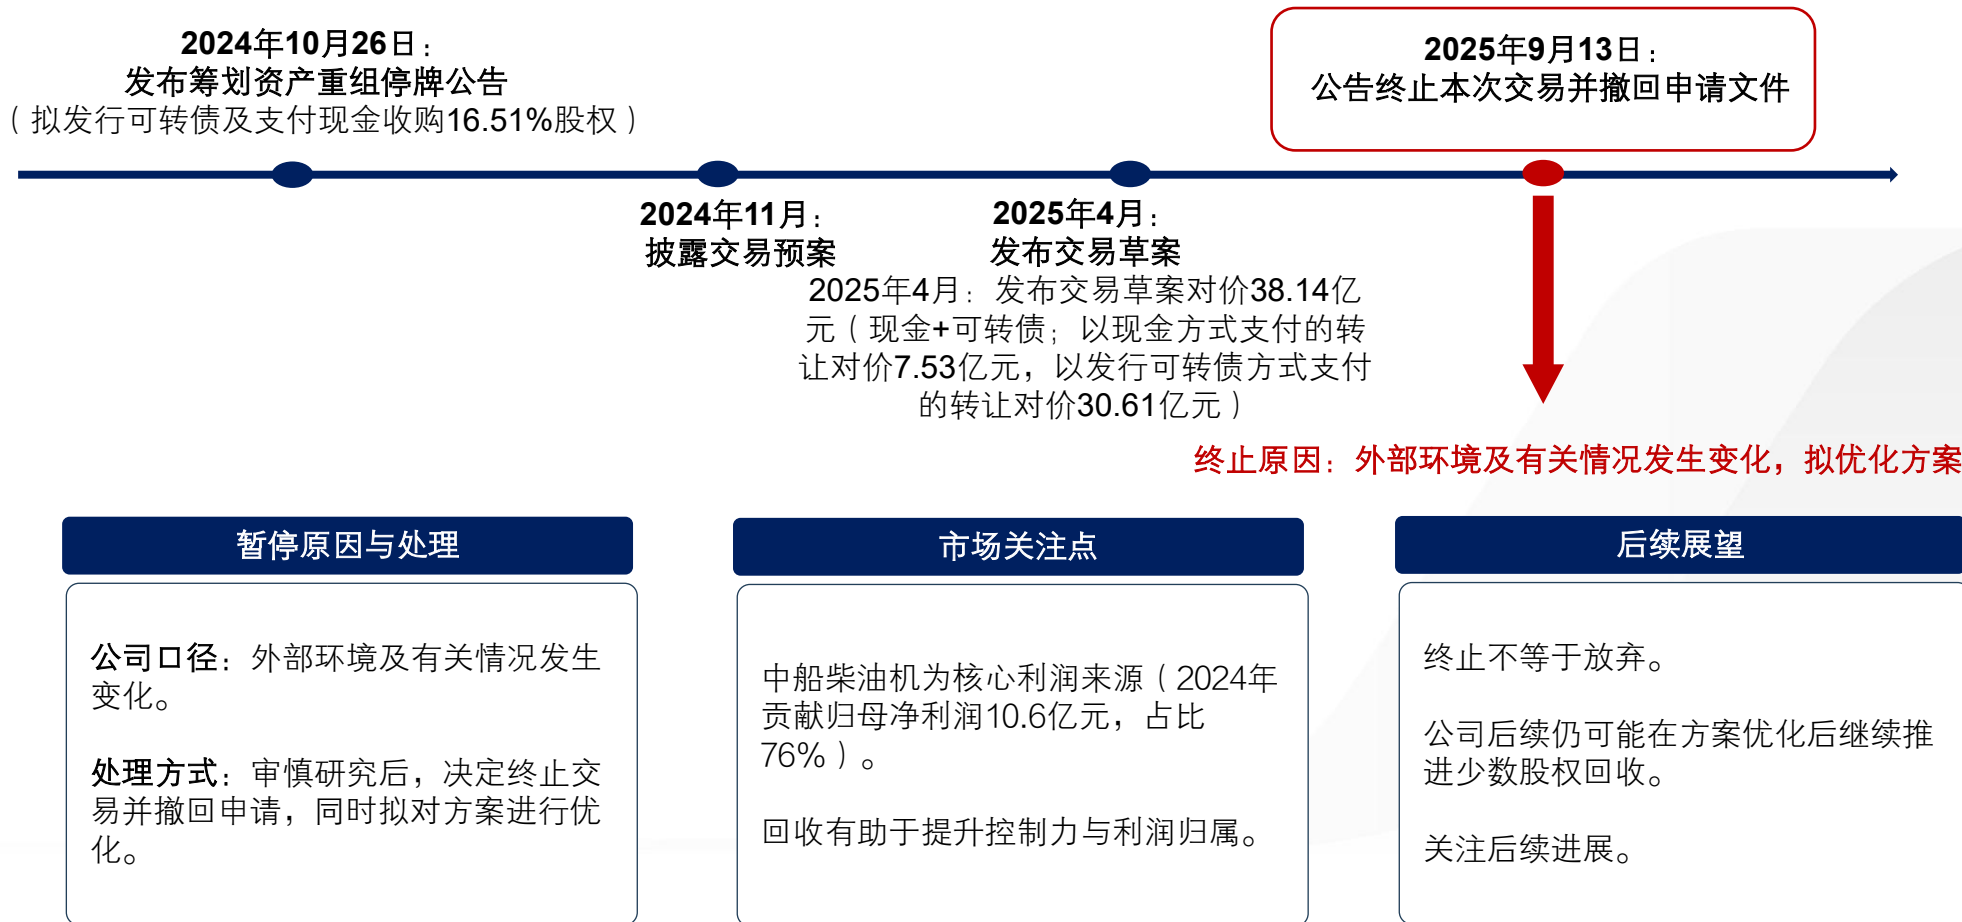 2024年10月26日：
发布筹划资产重组停牌公告
（拟发行可转债及支付现金收购16.51%股权）
2025年9月13日：
公告终止本次交易并撤回申请文件
2024年11月：
披露交易预案
2025年4月：
发布交易草案
2025年4月：发布交易草案对价38.14亿
元（现金+可转债；以现金方式支付的转
让对价7.53亿元，以发行可转债方式支付
的转让对价30.61亿元）
终止原因：外部环境及有关情况发生变化，拟优化方案
暂停原因与处理
公司口径：外部环境及有关情况发生
变化。
处理方式：审慎研究后，决定终止交
易并撤回申请，同时拟对方案进行优
化。
市场关注点
中船柴油机为核心利润来源（2024年
贡献归母净利润10.6亿元，占比
76%）。
回收有助于提升控制力与利润归属。
后续展望
终止不等于放弃。
公司后续仍可能在方案优化后继续推
进少数股权回收。
关注后续进展。